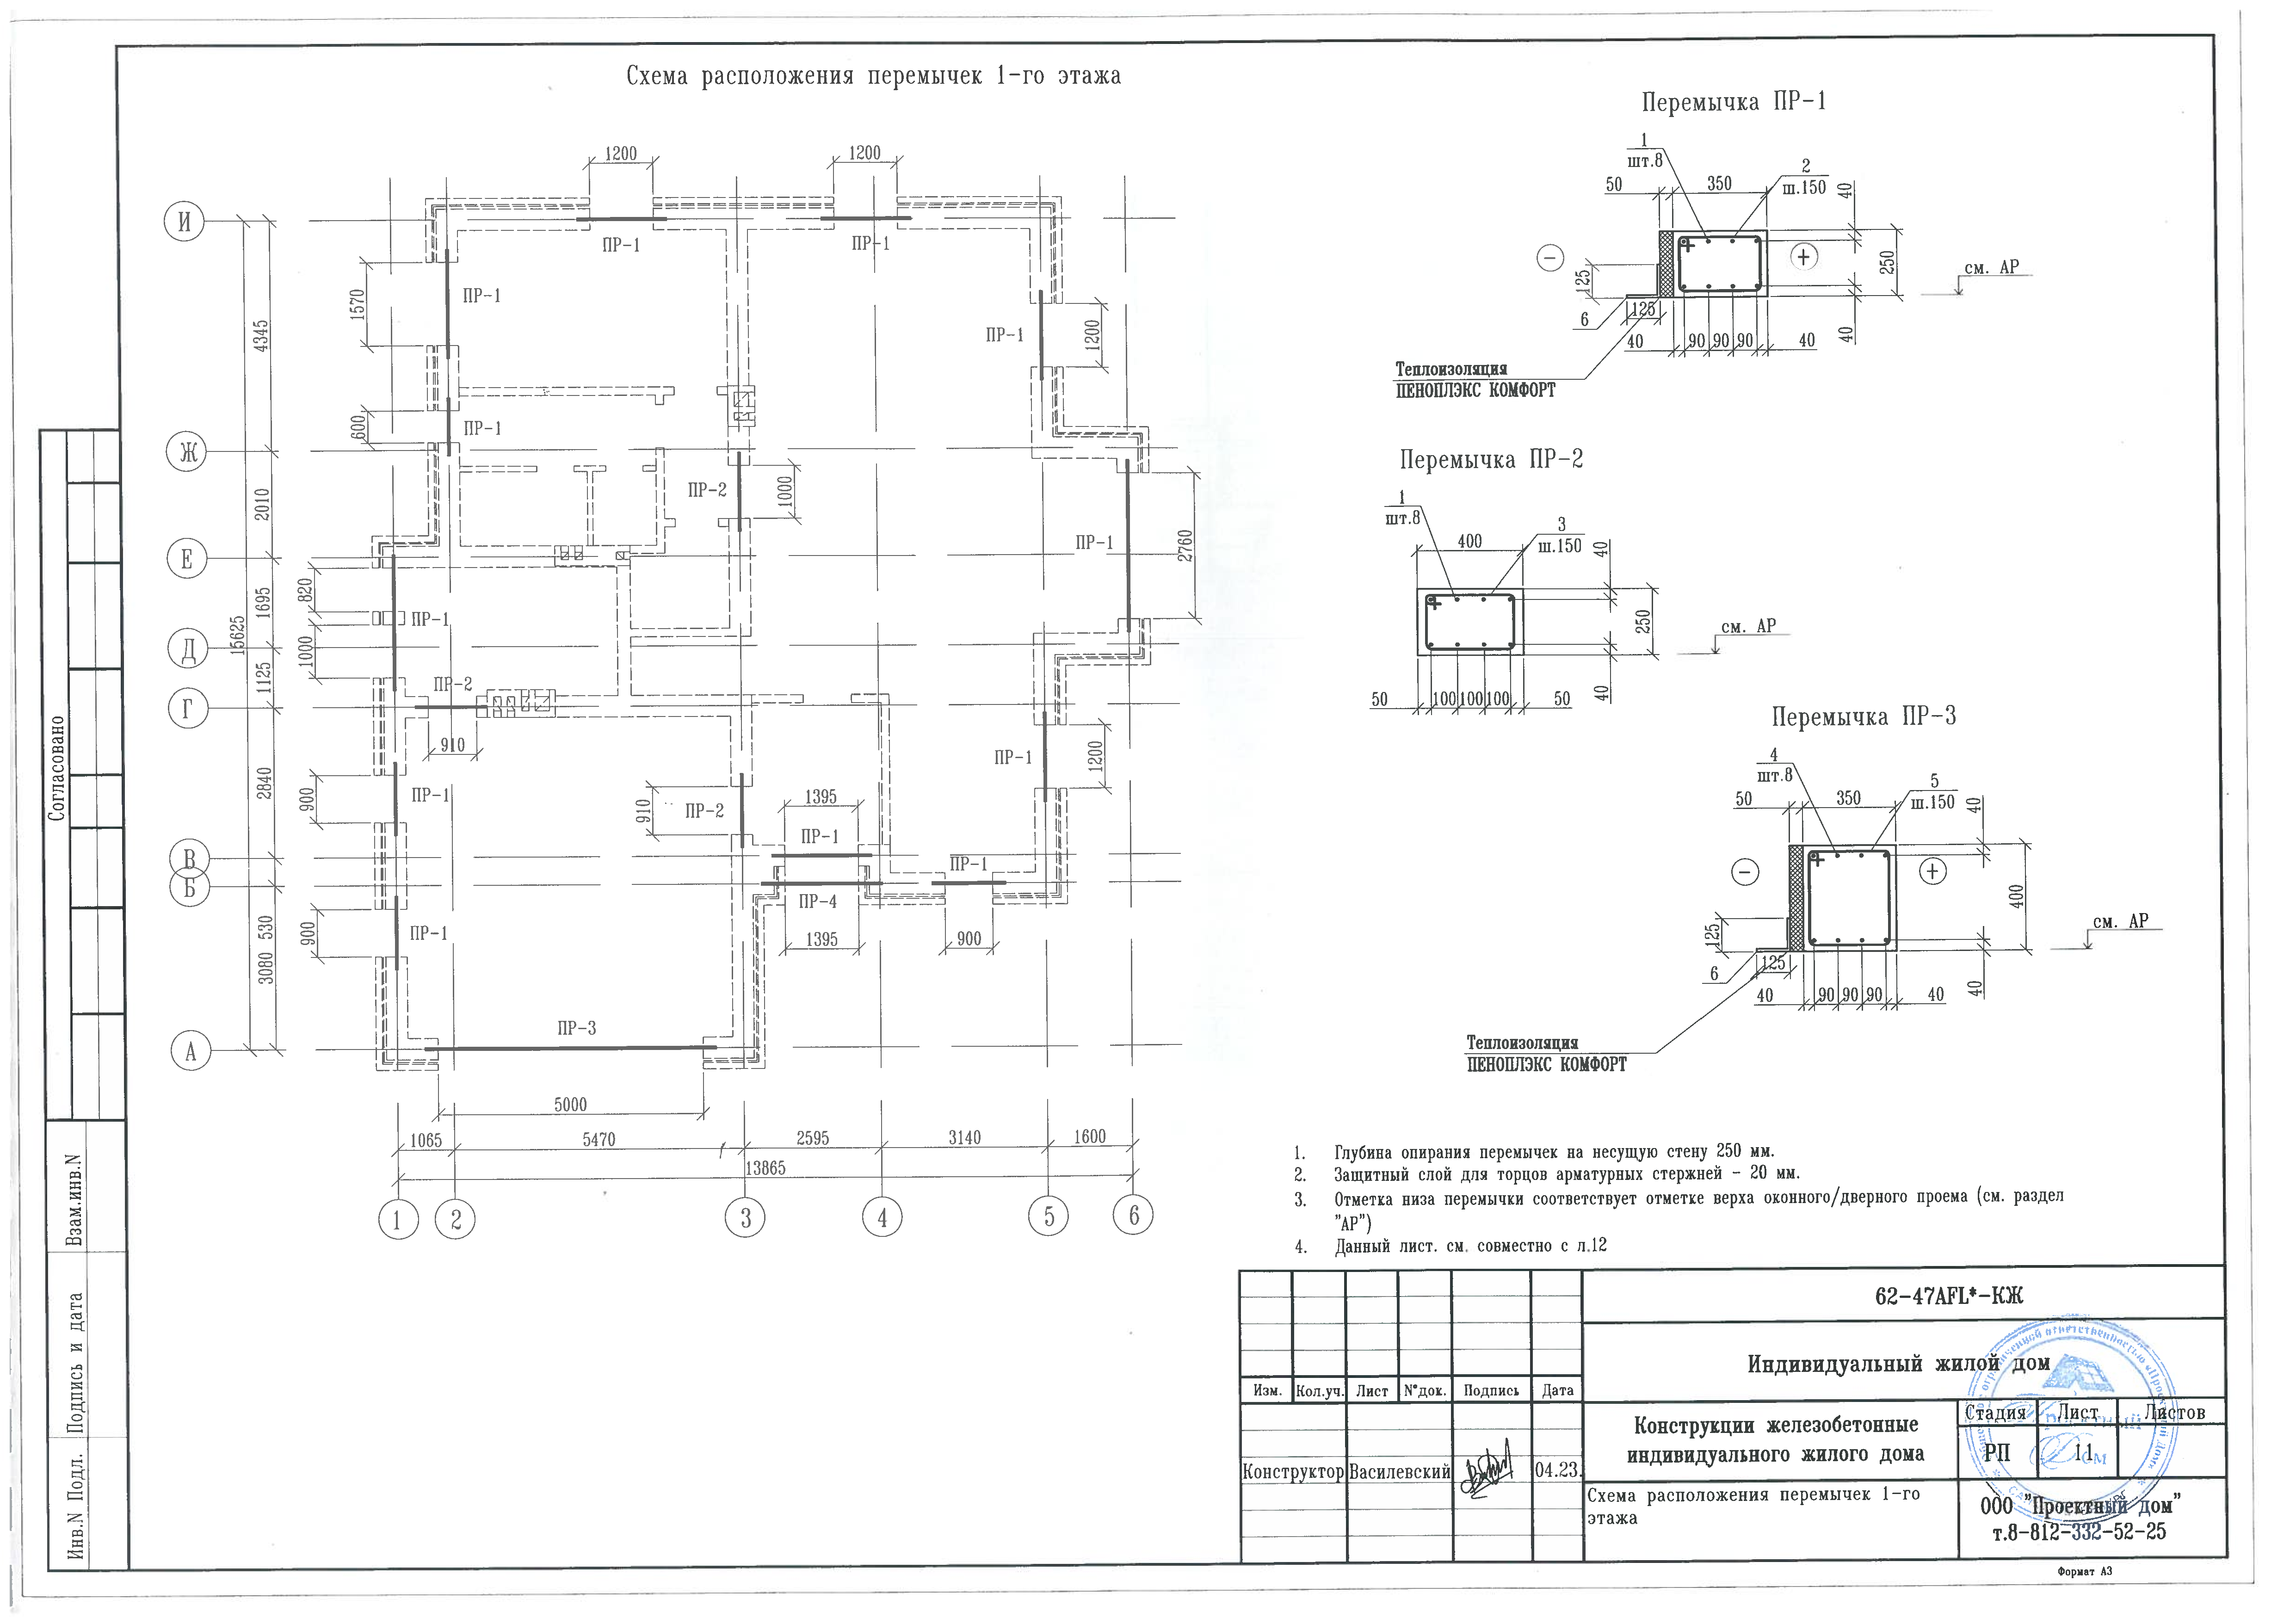 Схема расположения перемычек 1-го этажа
1200
1200
И
ПР-1
ПР-1
1570
ПР-1
4345
ПР-1
1200
600
ПР-1
Ж
2010
ПР-2
1000
ПР-1
2760
Е
820
1695
ПР-1
15625
Д
1000
1125
ПР-2
Г
910
2840
900
ПР-1
910
ПР-2
1395
ПР-1
ПР-1
1200
В
Б
ПР-1
ПР-4
1395
900
530
900
ПР-1
3080
ПР-3
А
5000
1065
5470
2595
3140
1600
13865
1
2
3
4
5
6
Перемычка ПР-1
1
шт.8
2
ш.150
50
350
40
-
+
250
125
125
6
см. АР
40
90
90
90
40
40
Теплоизоляция
ПЕНОПЛЭКС КОМФОРТ
Перемычка ПР-2
1
шт.8
3
ш.150
400
40
250
см. АР
50
100
100
100
50
40
Перемычка ПР-3
4
шт.8
5
ш.150
50
350
40
-
+
400
125
125
6
см. АР
40
90
90
90
40
40
Теплоизоляция
ПЕНОПЛЭКС КОМФОРТ
1. Глубина опирания перемычек на несущую стену 250 мм.
2. Защитный слой для торцов арматурных стержней - 20 мм.
3. Отметка низа перемычки соответствует отметке верха оконного/дверного проема (см. раздел
"АР")
4. Данный лист. см. совместно с л.12
Согласовано
Взам.инв.N
Подпись и дата
Инв.N Подл.
62-47AFL*-КЖ
Индивидуальный жилой дом
Изм. Кол.уч. Лист N°док. Подпись Дата
Конструкции железобетонные
индивидуального жилого дома
Стадия Лист Листов
РП 11
Конструктор Василевский 04.23.
Схема расположения перемычек 1-го
этажа
ООО "Проектный дом"
т.8-812-332-52-25
Формат А3